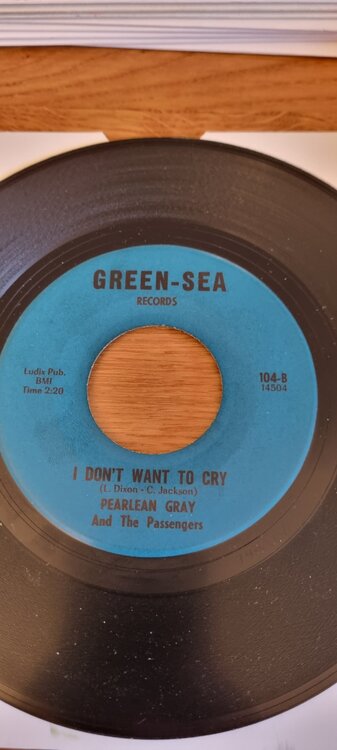 GREEN-SEA
RECORDS
Ludix Pub.
BMI
Time 2:20
104-B
14504
I DON'T WANT TO CRY
(L. Dixon - C. Jackson)
PEARLEAN GRAY
And The Passengers